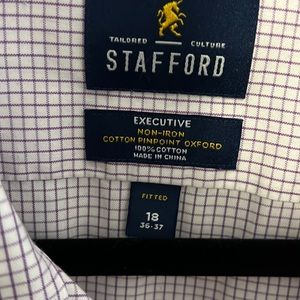 TAILORED CULTURE
STAFFORD
EXECUTIVE
NON-IRON
COTTON PINPOINT OXFORD
100% COTTON
MADE IN CHINA
FITTED
18
36-37